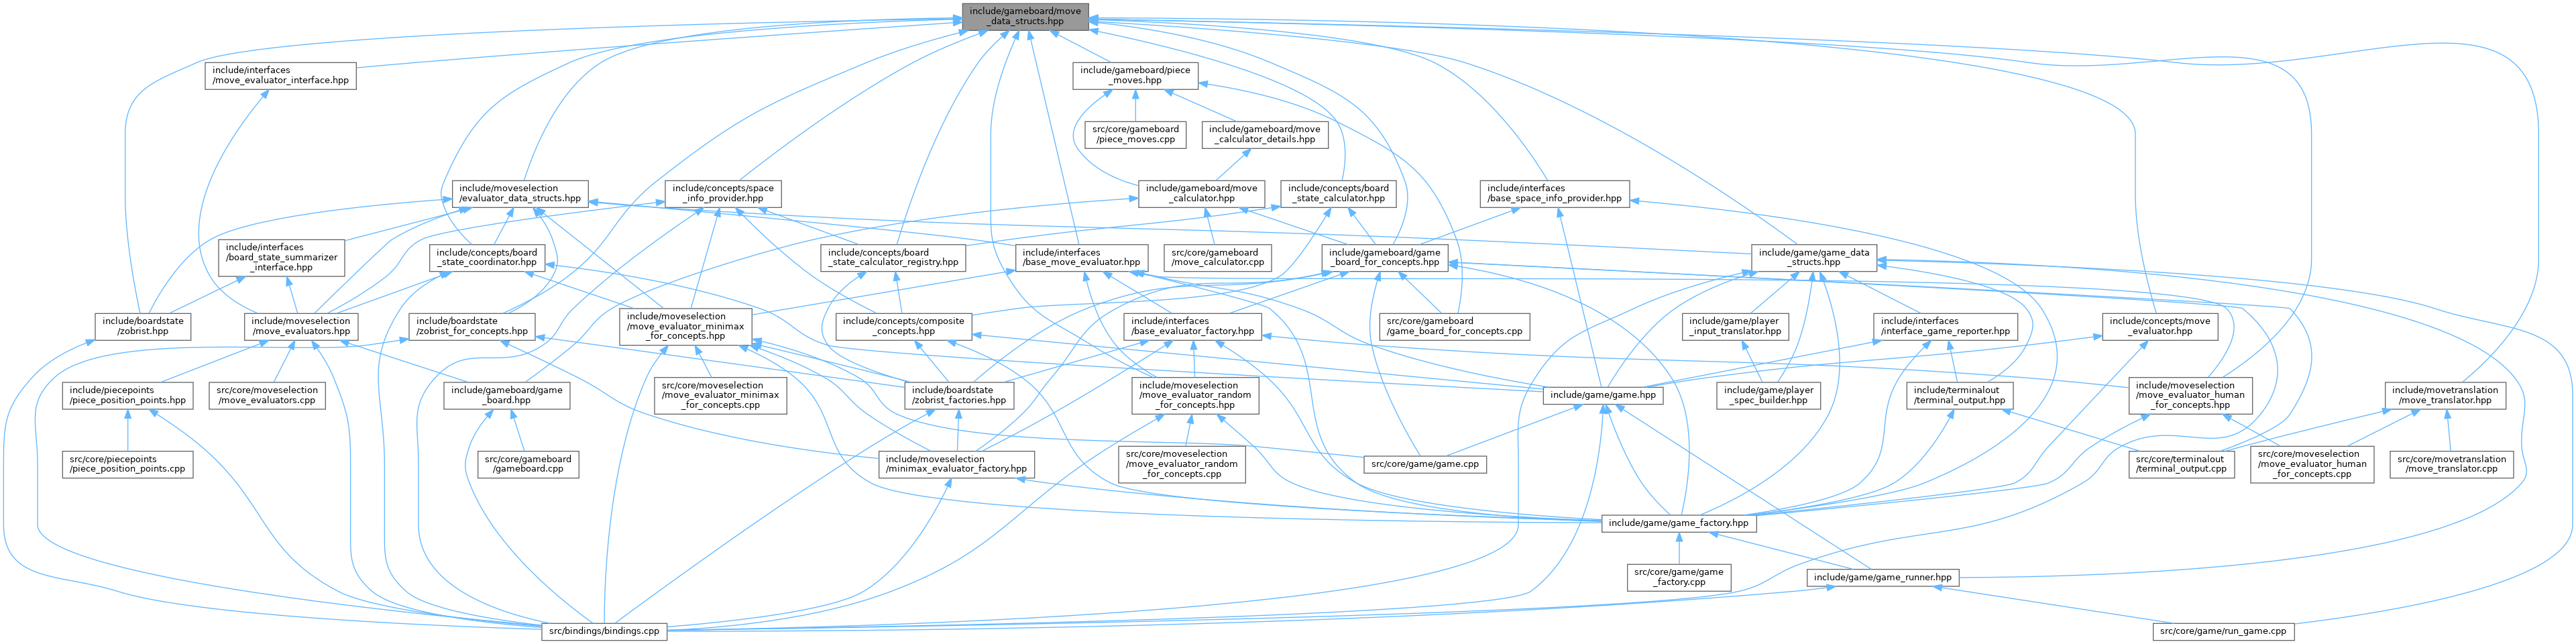 include/gameboard/move
_data_structs.hpp
include/interfaces
/move_evaluator_interface.hpp
include/gameboard/piece
_moves.hpp
src/core/gameboard
/piece_moves.cpp
include/gameboard/move
_calculator_details.hpp
include/moveselection
/evaluator_data_structs.hpp
include/concepts/space
_info_provider.hpp
include/gameboard/move
_calculator.hpp
include/concepts/board
_state_calculator.hpp
include/interfaces
/base_space_info_provider.hpp
include/interfaces
/board_state_summarizer
_interface.hpp
include/concepts/board
_state_coordinator.hpp
include/concepts/board
_state_calculator_registry.hpp
include/interfaces
/base_move_evaluator.hpp
src/core/gameboard
/move_calculator.cpp
include/gameboard/game
_board_for_concepts.hpp
include/game/game_data
_structs.hpp
include/boardstate
/zobrist.hpp
include/moveselection
/move_evaluators.hpp
include/boardstate
/zobrist_for_concepts.hpp
include/moveselection
/move_evaluator_minimax
_for_concepts.hpp
include/concepts/composite
_concepts.hpp
include/interfaces
/base_evaluator_factory.hpp
src/core/gameboard
/game_board_for_concepts.cpp
include/game/player
_input_translator.hpp
include/interfaces
/interface_game_reporter.hpp
include/concepts/move
_evaluator.hpp
include/piecepoints
/piece_position_points.hpp
src/core/moveselection
/move_evaluators.cpp
include/gameboard/game
_board.hpp
src/core/moveselection
/move_evaluator_minimax
_for_concepts.cpp
include/boardstate
/zobrist_factories.hpp
include/moveselection
/move_evaluator_random
_for_concepts.hpp
include/game/game.hpp
include/game/player
_spec_builder.hpp
include/terminalout
/terminal_output.hpp
include/moveselection
/move_evaluator_human
_for_concepts.hpp
include/movetranslation
/move_translator.hpp
src/core/piecepoints
/piece_position_points.cpp
src/core/gameboard
/gameboard.cpp
include/moveselection
/minimax_evaluator_factory.hpp
src/core/moveselection
/move_evaluator_random
_for_concepts.cpp
src/core/game/game.cpp
src/core/terminalout
/terminal_output.cpp
src/core/moveselection
/move_evaluator_human
_for_concepts.cpp
src/core/movetranslation
/move_translator.cpp
include/game/game_factory.hpp
src/core/game/game
_factory.cpp
include/game/game_runner.hpp
src/bindings/bindings.cpp
src/core/game/run_game.cpp